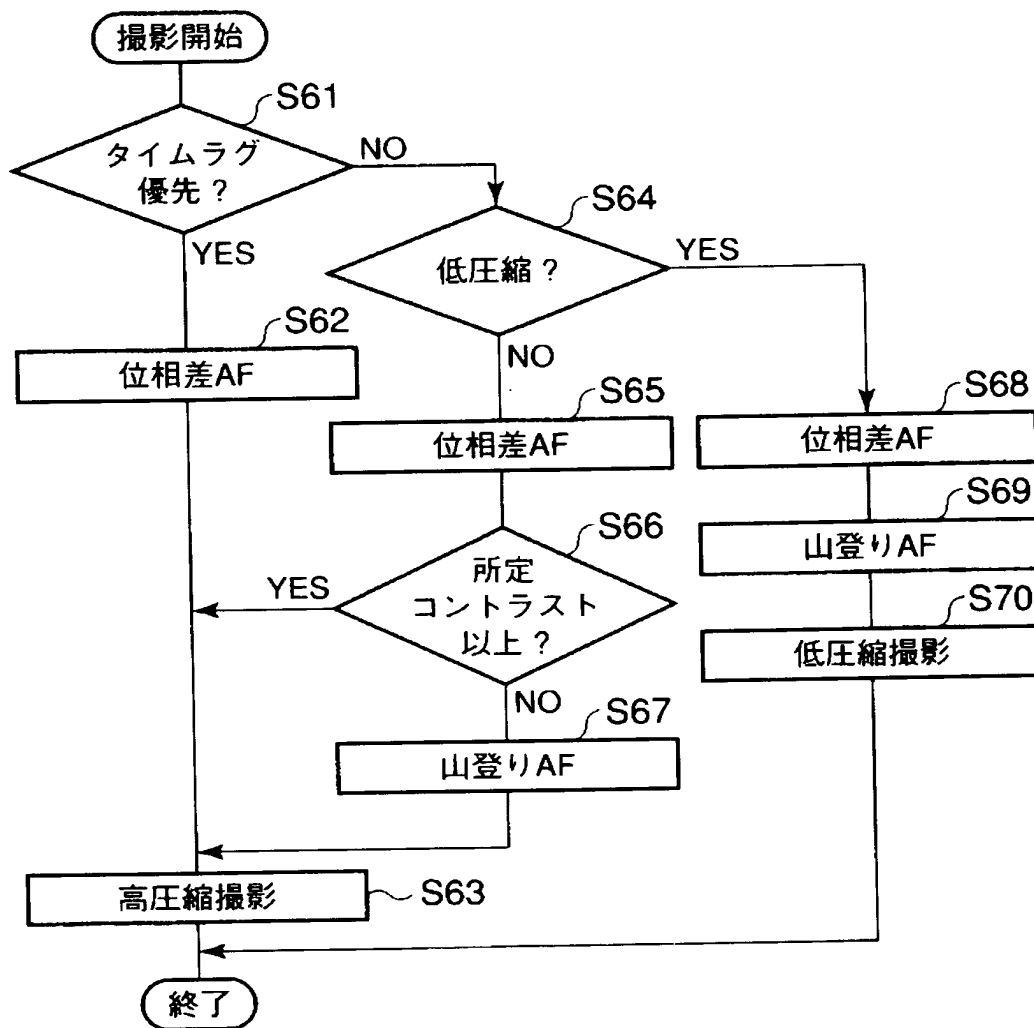 撮影開始
S61
タイムラグ
優先?
NO
YES
S64
低圧縮?
YES
NO
S62
位相差AF
S65
位相差AF
S68
位相差AF
S69
山登りAF
S66
所定
コントラスト
以上?
YES
NO
S70
低圧縮撮影
S67
山登りAF
高圧縮撮影
S63
終了